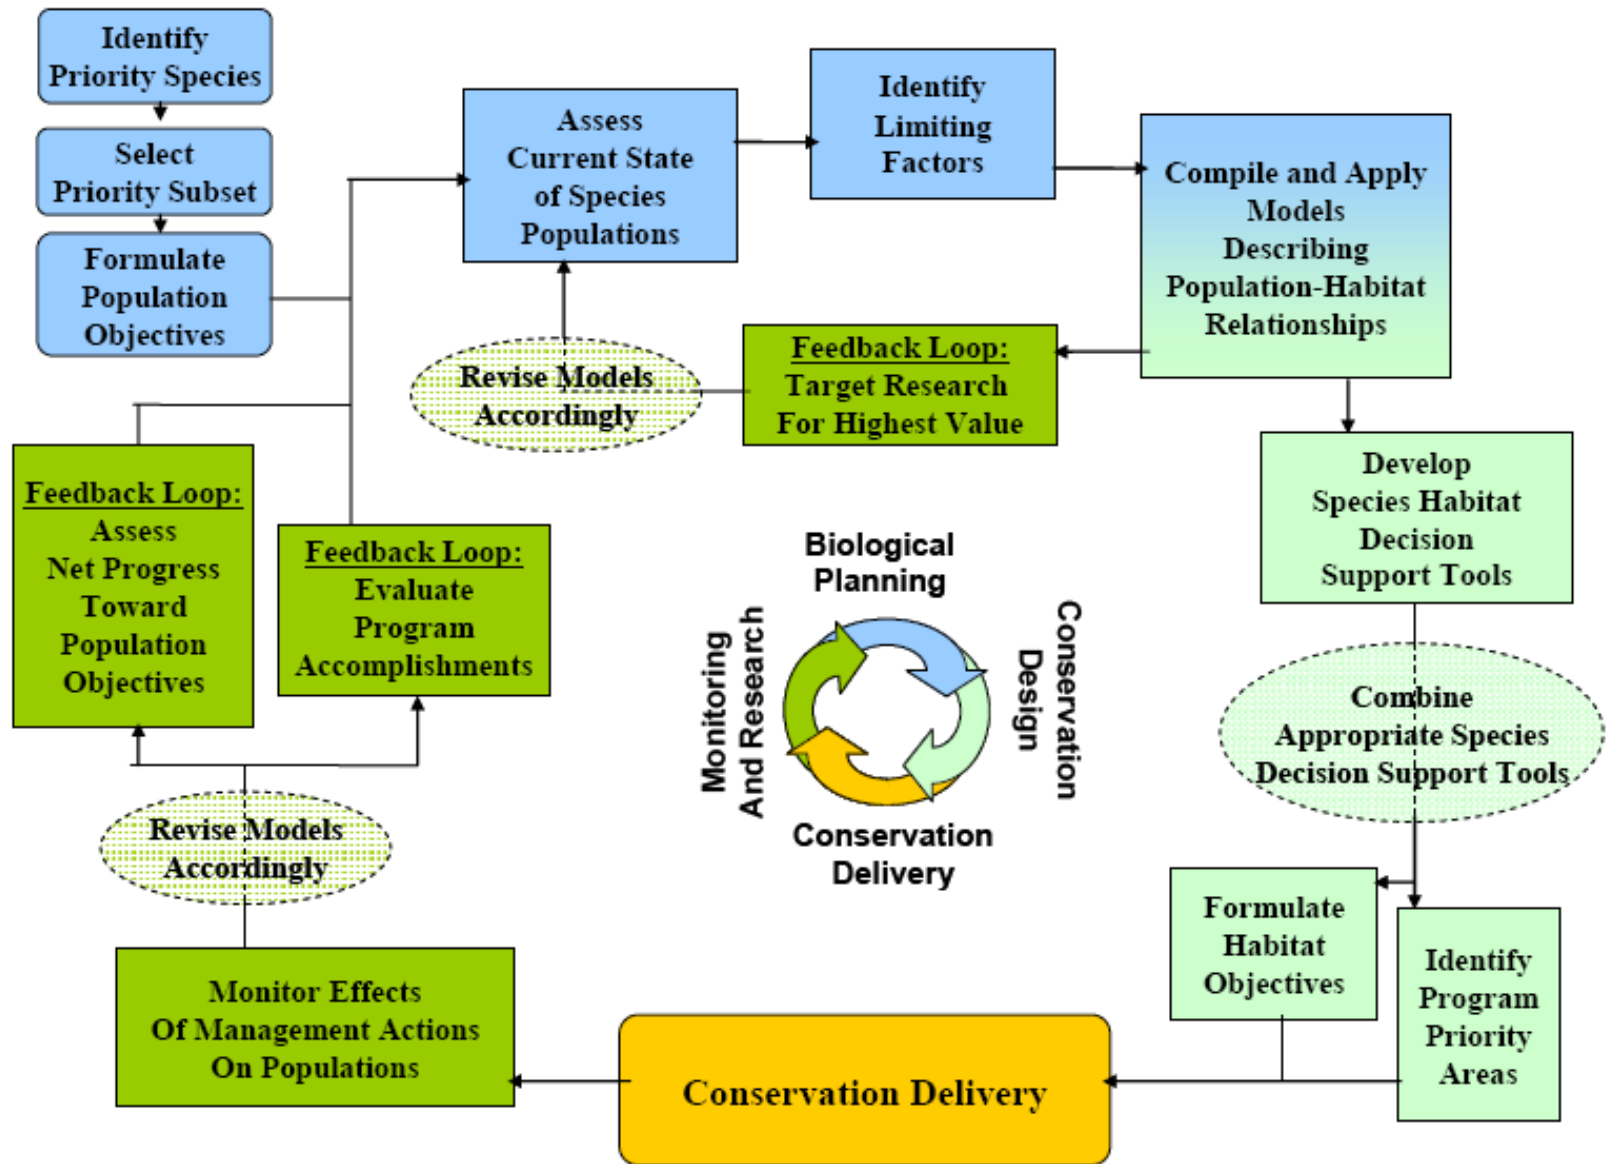 Identify
Priority Species
Select
Priority Subset
Formulate
Population
Objectives
Assess
Current State
of Species
Populations
Identify
Limiting
Factors
Compile and Apply
Models
Describing
Population-Habitat
Relationships
Feedback Loop:
Target Research
For Highest Value
Revise Models
Accordingly
Develop
Species Habitat
Decision
Support Tools
Combine
Appropriate Species
Decision Support Tools
Formulate
Habitat
Objectives
Identify
Program
Priority
Areas
Conservation Delivery
Monitor Effects
Of Management Actions
On Populations
Revise Models
Accordingly
Feedback Loop:
Assess
Net Progress
Toward
Population
Objectives
Feedback Loop:
Evaluate
Program
Accomplishments
Biological
Planning
Conservation
Design
Conservation
Delivery
Monitoring
And Research